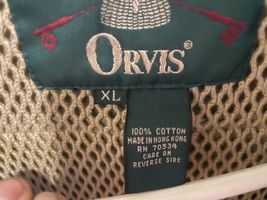 ORVIS®
XL
100% COTTON
MADE IN HONG KONG
RN 70534
CARE ON
REVERSE SIDE